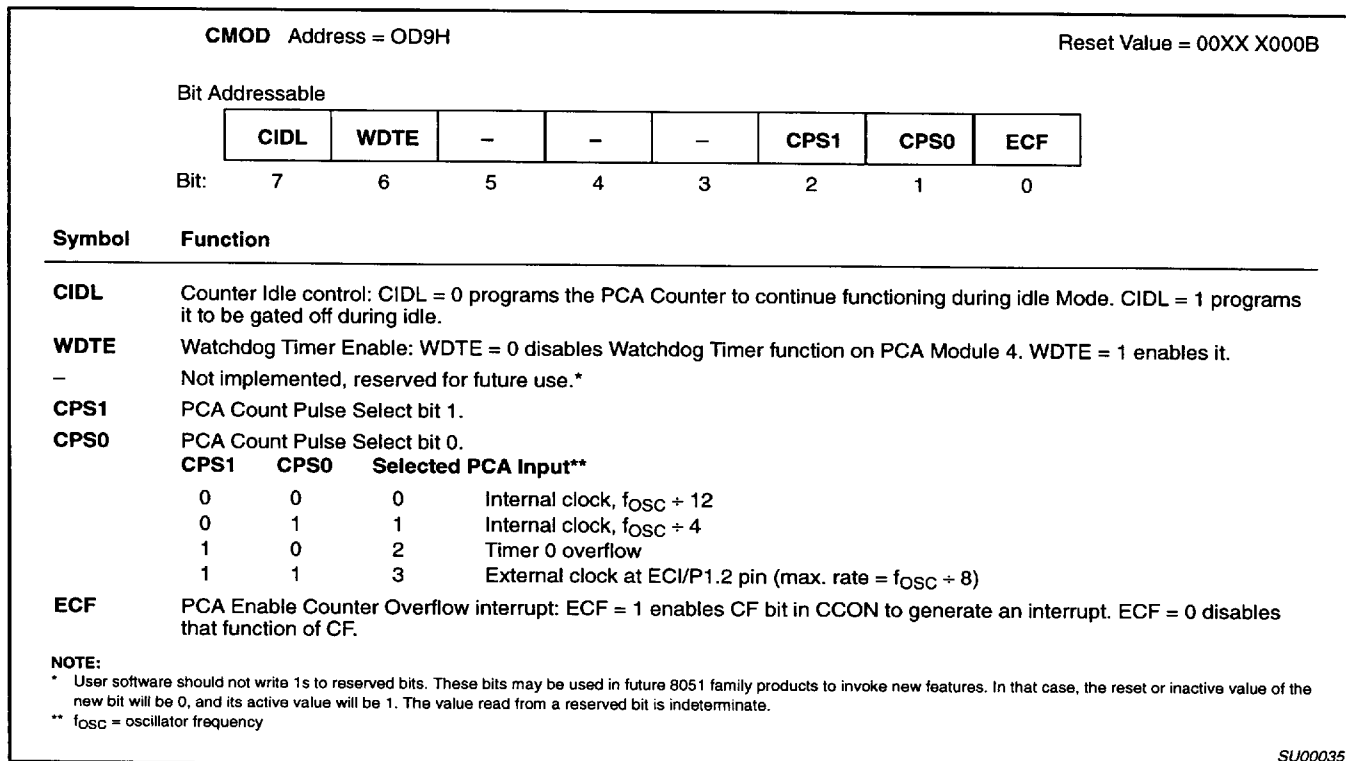 CMOD Address = OD9H Reset Value = 00XX X000B
Bit Addressable
CIDL WDTE – – – CPS1 CPS0 ECF
Bit: 7 6 5 4 3 2 1 0
Symbol Function
CIDL Counter Idle control: CIDL = 0 programs the PCA Counter to continue functioning during idle Mode. CIDL = 1 programs
it to be gated off during idle.
WDTE Watchdog Timer Enable: WDTE = 0 disables Watchdog Timer function on PCA Module 4. WDTE = 1 enables it.
– Not implemented, reserved for future use.*
CPS1 PCA Count Pulse Select bit 1.
CPS0 PCA Count Pulse Select bit 0.
CPS1 CPS0 Selected PCA Input**
0 0 0 Internal clock, fOSC ÷ 12
0 1 1 Internal clock, fOSC ÷ 4
1 0 2 Timer 0 overflow
1 1 3 External clock at ECI/P1.2 pin (max. rate = fOSC ÷ 8)
ECF PCA Enable Counter Overflow interrupt: ECF = 1 enables CF bit in CCON to generate an interrupt. ECF = 0 disables
that function of CF.
NOTE:
* User software should not write 1s to reserved bits. These bits may be used in future 8051 family products to invoke new features. In that case, the reset or inactive value of the
new bit will be 0, and its active value will be 1. The value read from a reserved bit is indeterminate.
** fOSC = oscillator frequency
SU00035